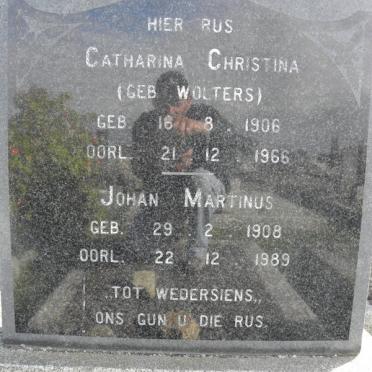 HIER RUS
CATHARINA CHRISTINA
(GEB WOLTERS)
GEB. 16 . 8 . 1906
OORL. 21 . 12 . 1966
JOHAN MARTINUS
GEB. 29 . 2 . 1908
OORL. 22 . 12 . 1989
,,TOT WEDERSIENS,,
ONS GUN U DIE RUS.